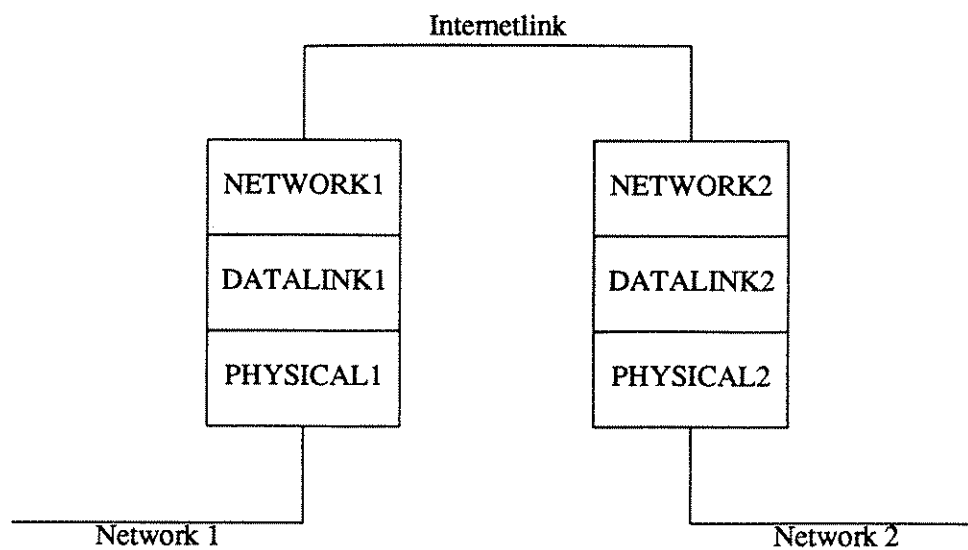 Internetlink
NETWORK1
NETWORK2
DATALINK1
DATALINK2
PHYSICAL1
PHYSICAL2
Network 1
Network 2